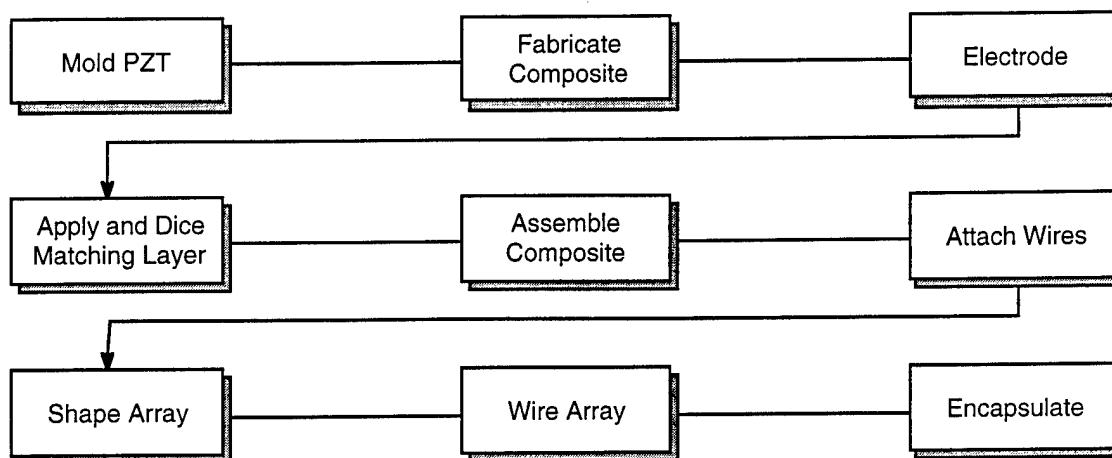 Mold PZT
Fabricate
Composite
Electrode
Apply and Dice
Matching Layer
Assemble
Composite
Attach Wires
Shape Array
Wire Array
Encapsulate